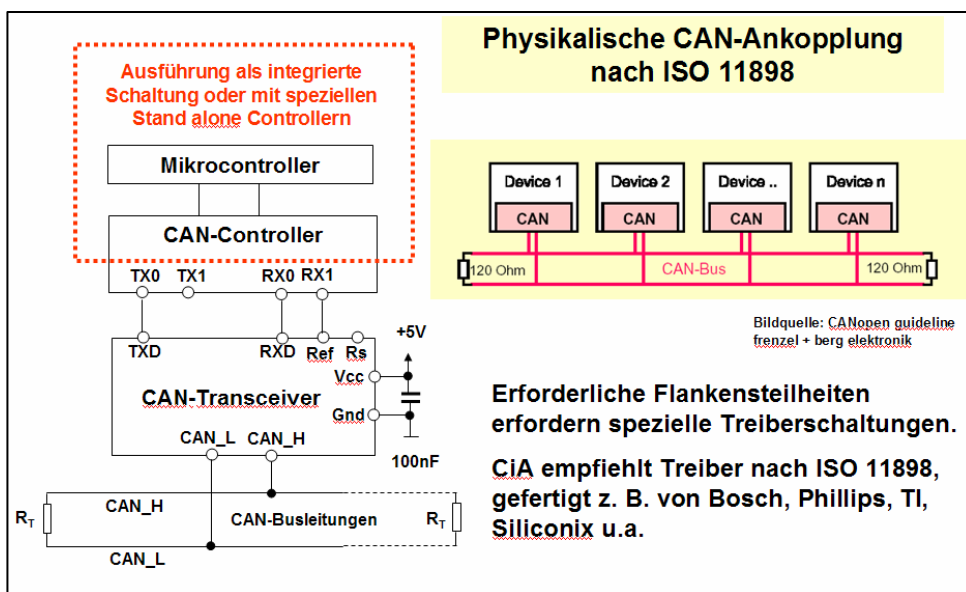 Physikalische CAN-Ankopplung
nach ISO 11898
Ausführung als integrierte
Schaltung oder mit speziellen
Stand alone Controllern
Mikrocontroller
CAN-Controller
TX0 TX1 RX0 RX1
TXD RXD Ref Rs
+5V
Vcc
CAN-Transceiver
Gnd
CAN_L CAN_H
100nF
CAN_H
RT CAN-Busleitungen RT
CAN_L
Device 1 Device 2 Device .. Device n
CAN CAN CAN CAN
120 Ohm CAN-Bus 120 Ohm
Bildquelle: CANopen guideline
frenzel + berg elektronik
Erforderliche Flankensteilheiten
erfordern spezielle Treiberschaltungen.
CiA empfiehlt Treiber nach ISO 11898,
gefertigt z. B. von Bosch, Phillips, TI,
Siliconix u.a.